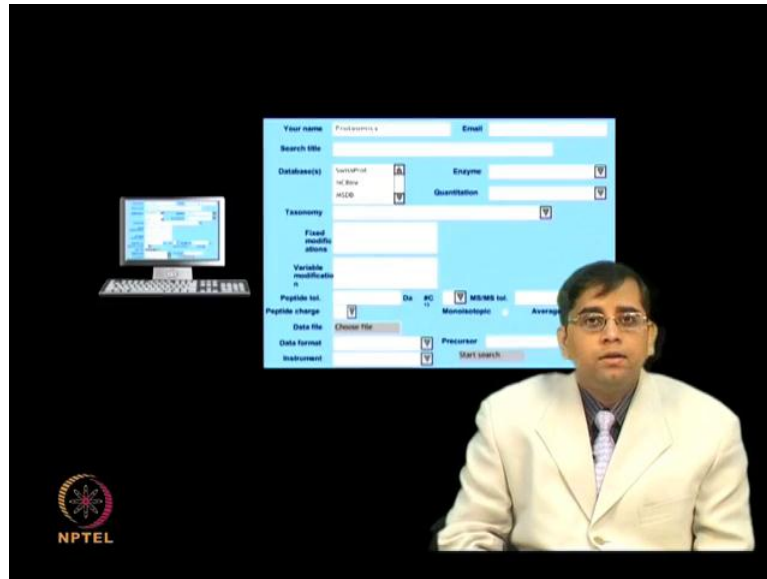 Your name Proteomics Email
Search title
Database(s) SwissProt Enzyme
NCBInr
MSDB Quantitation
Taxonomy
Fixed
modific
ations
Variable
modificatio
n
Peptide tol. Da #C MS/MS tol.
13
Peptide charge Monoisotopic Average
Data file Choose file
Data format Precursor
Instrument Start search
NPTEL